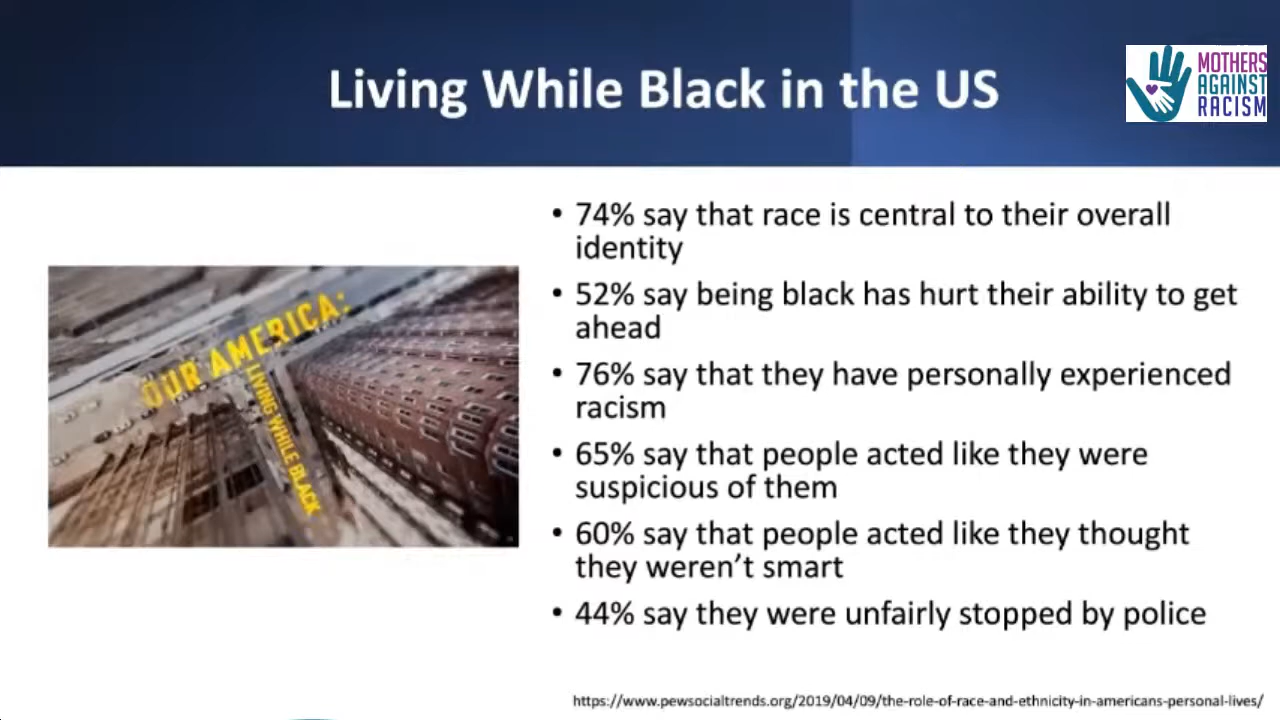 Living While Black in the US
MOTHERS
AGAINST
RACISM
OUR AMERICA:
LIVING WHILE BLACK
• 74% say that race is central to their overall
identity
• 52% say being black has hurt their ability to get
ahead
• 76% say that they have personally experienced
racism
• 65% say that people acted like they were
suspicious of them
• 60% say that people acted like they thought
they weren’t smart
• 44% say they were unfairly stopped by police
https://www.pewsocialtrends.org/2019/04/09/the-role-of-race-and-ethnicity-in-americans-personal-lives/